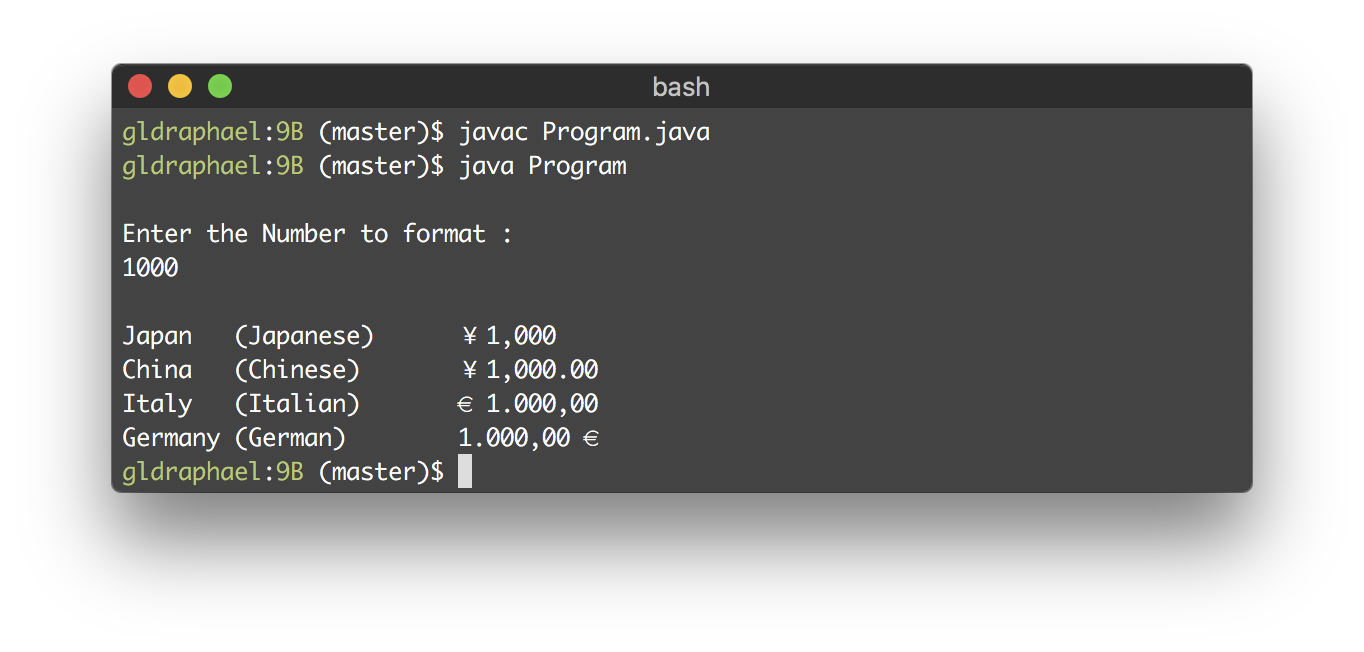 bash
gldraphael:9B (master)$ javac Program.java
gldraphael:9B (master)$ java Program
Enter the Number to format :
1000
Japan   (Japanese)      ¥ 1,000
China   (Chinese)       ¥ 1,000.00
Italy   (Italian)       € 1.000,00
Germany (German)        1.000,00 €
gldraphael:9B (master)$